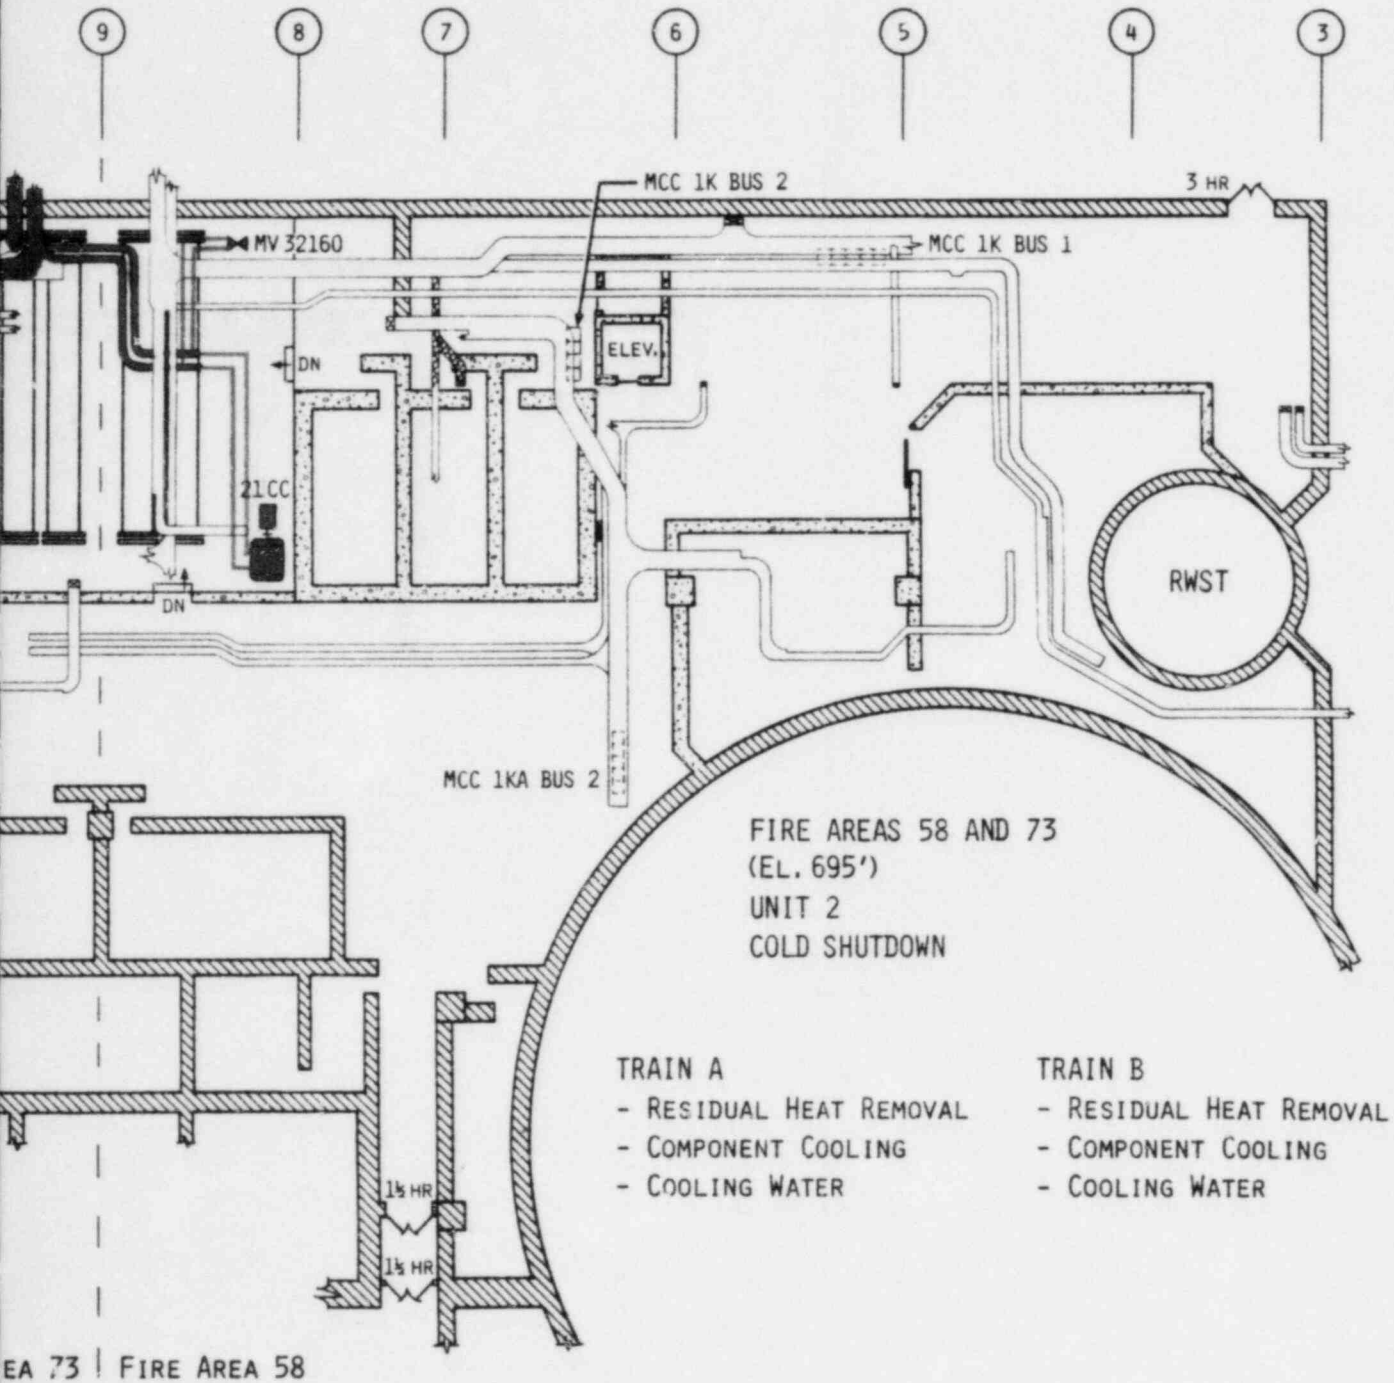 9 8 7 6 5 4 3
MCC 1K BUS 2
3 HR
MV 32160
MCC 1K BUS 1
ELEV.
DN
21 CC
RWST
DN
MCC 1KA BUS 2
FIRE AREAS 58 AND 73
(EL. 695')
UNIT 2
COLD SHUTDOWN
TRAIN A
- RESIDUAL HEAT REMOVAL
- COMPONENT COOLING
- COOLING WATER
TRAIN B
- RESIDUAL HEAT REMOVAL
- COMPONENT COOLING
- COOLING WATER
1½ HR
1½ HR
EA 73 | FIRE AREA 58